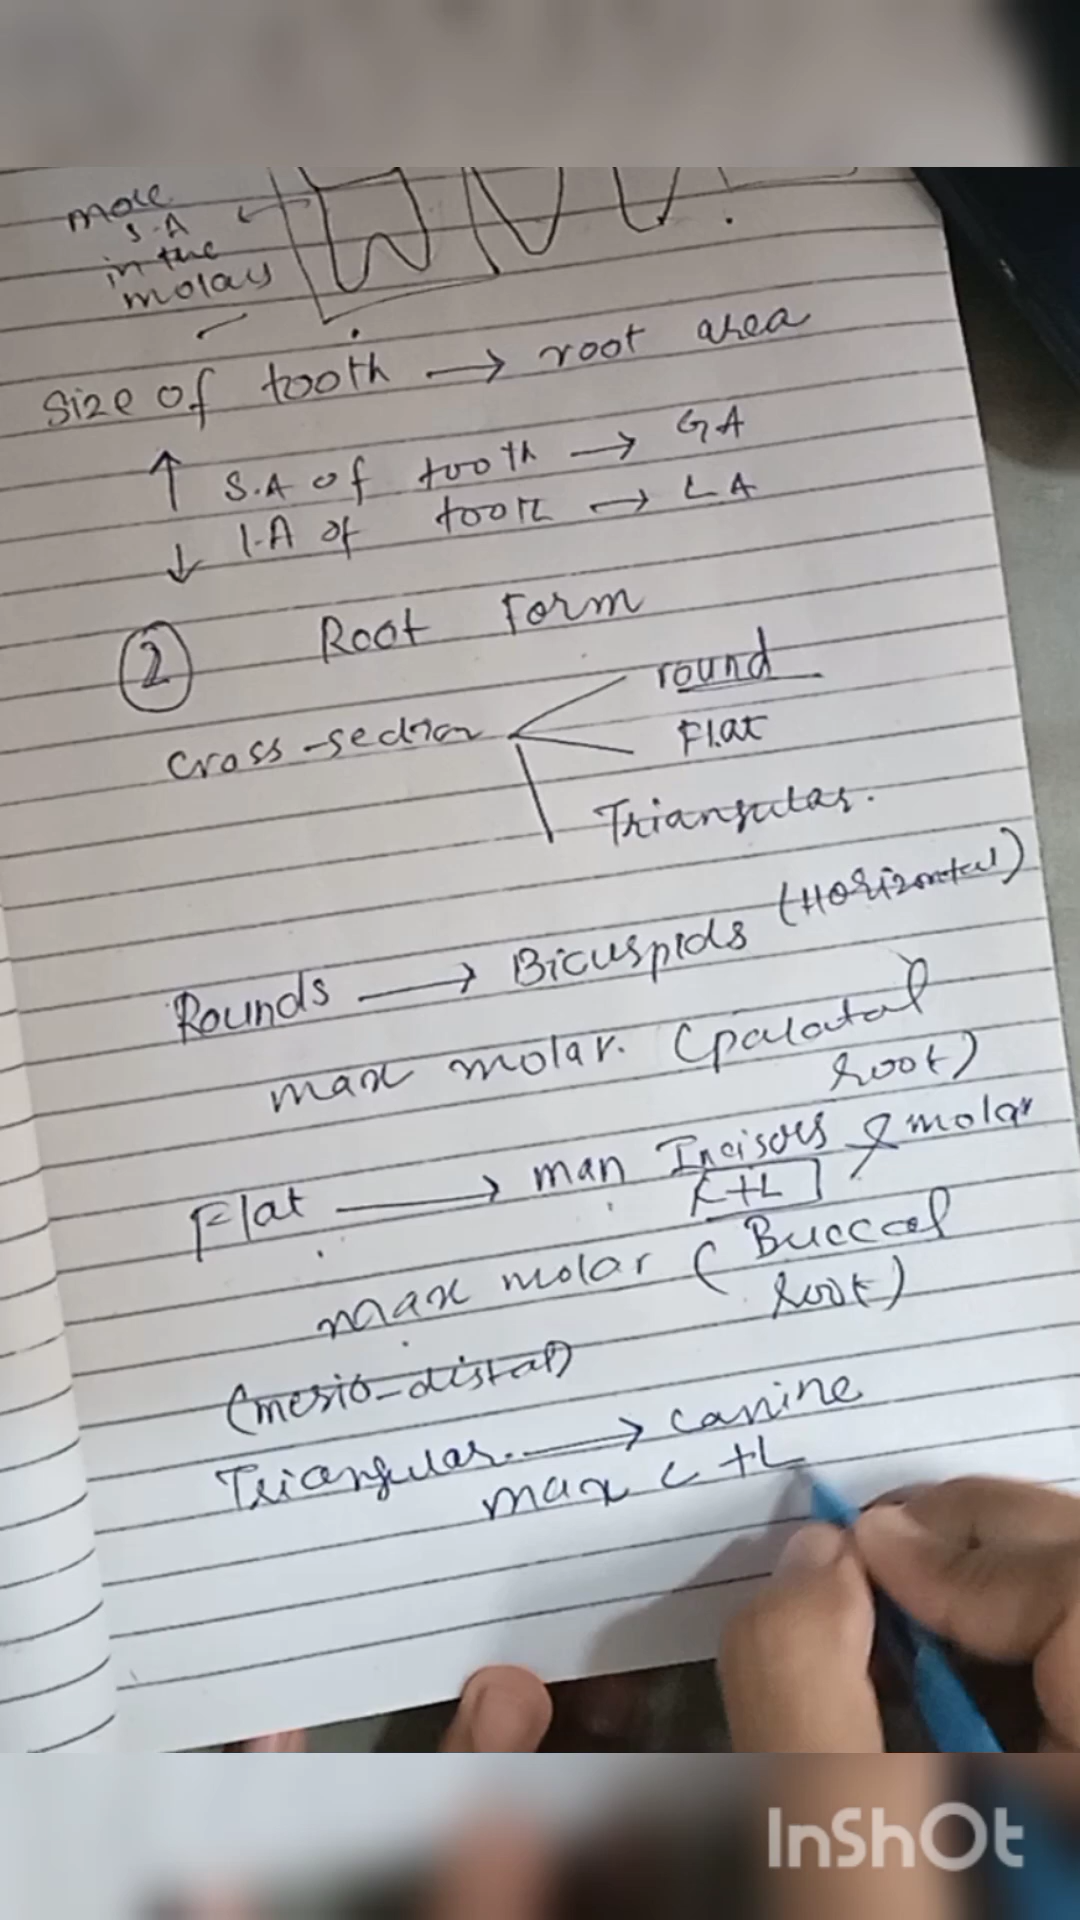 more
S.A
in the
molars
Size of tooth → root area
↑ S.A of tooth → GA
↓ I.A of tooth → LA
② Root Form
Cross-section
round
Flat
Triangular.
Rounds → Bicuspids (Horizontal)
max molar. (palatal
root)
Flat → man Incisors & molar
C+L
max molar (Buccal
root)
(mesio-distal)
Triangular. → canine
max C+L
InShOt